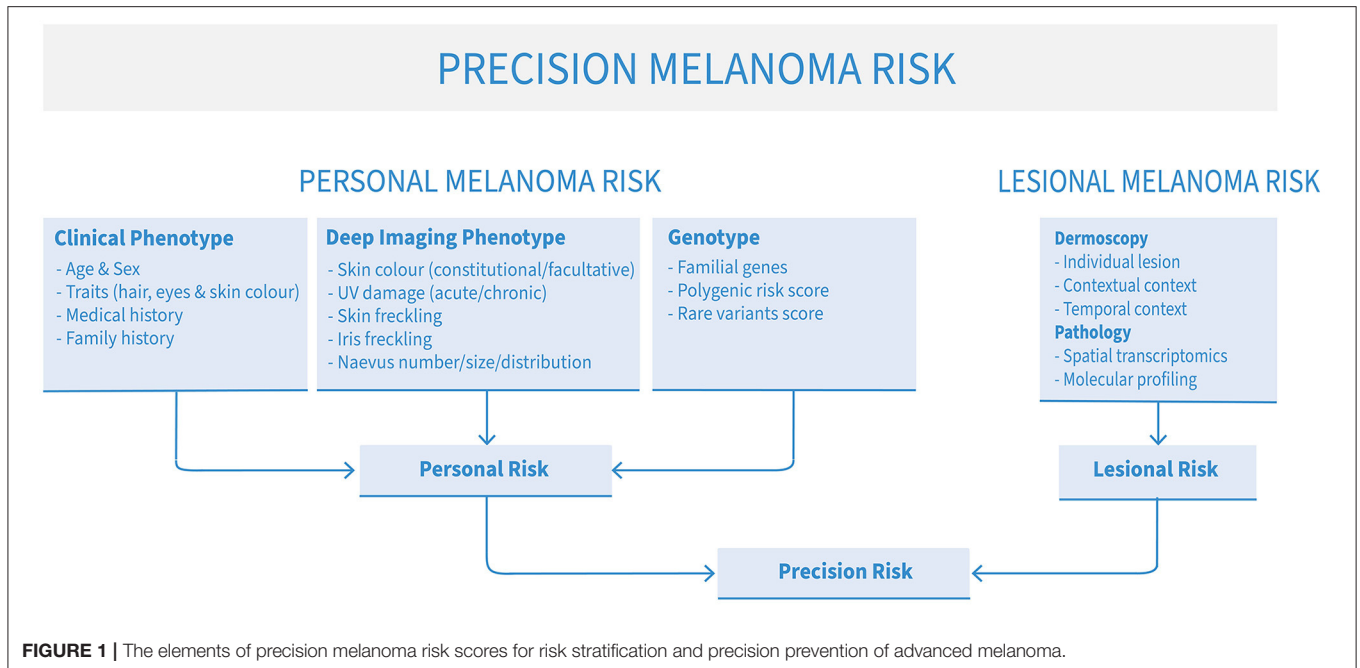 PRECISION MELANOMA RISK
PERSONAL MELANOMA RISK
LESIONAL MELANOMA RISK
Clinical Phenotype
- Age & Sex
- Traits (hair, eyes & skin colour)
- Medical history
- Family history
Deep Imaging Phenotype
- Skin colour (constitutional/facultative)
- UV damage (acute/chronic)
- Skin freckling
- Iris freckling
- Naevus number/size/distribution
Genotype
- Familial genes
- Polygenic risk score
- Rare variants score
Dermoscopy
- Individual lesion
- Contextual context
- Temporal context
Pathology
- Spatial transcriptomics
- Molecular profiling
Personal Risk
Lesional Risk
Precision Risk
FIGURE 1 | The elements of precision melanoma risk scores for risk stratification and precision prevention of advanced melanoma.